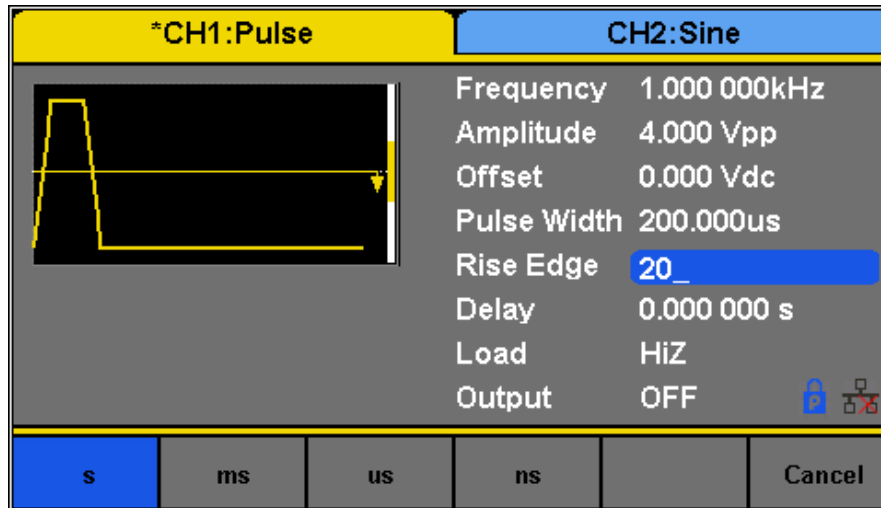 *CH1:Pulse
CH2:Sine
Frequency 1.000 000kHz
Amplitude 4.000 Vpp
Offset 0.000 Vdc
Pulse Width 200.000us
Rise Edge 20_
Delay 0.000 000 s
Load HiZ
Output OFF
P
s ms us ns Cancel